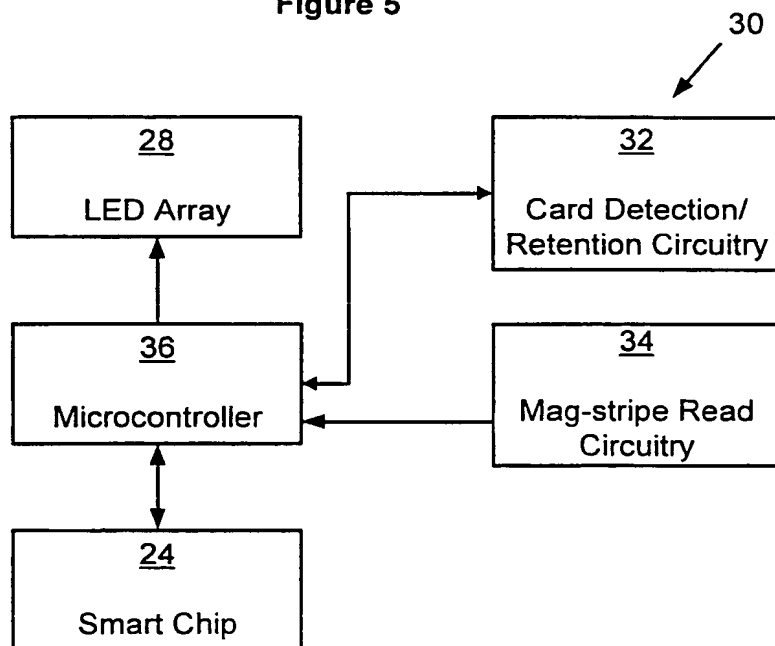 Figure 5
30
28
LED Array
32
Card Detection/
Retention Circuitry
36
Microcontroller
34
Mag-stripe Read
Circuitry
24
Smart Chip